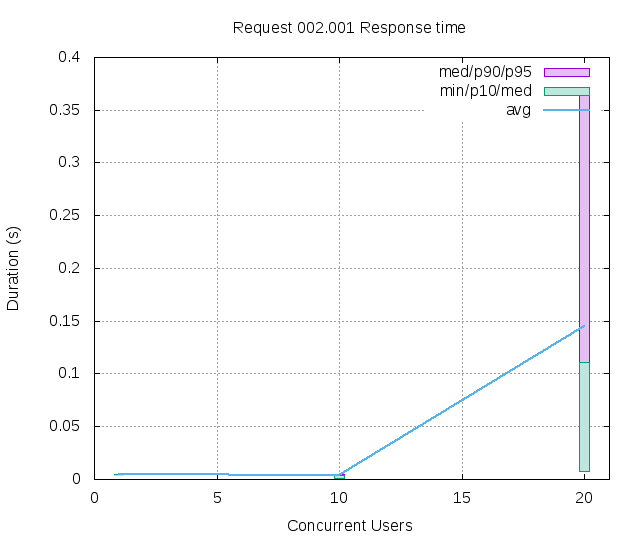 Request 002.001 Response time
med/p90/p95
min/p10/med
avg
0.4
0.35
0.3
0.25
0.2
0.15
0.1
0.05
0
Duration (s)
0 5 10 15 20
Concurrent Users